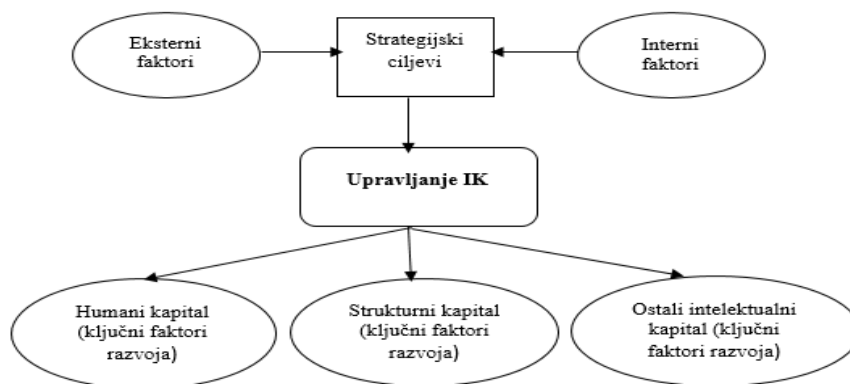 Eksterni
faktori
Strategijski
ciljevi
Interni
faktori
Upravljanje IK
Humani kapital
(ključni faktori
razvoja)
Strukturni kapital
(ključni faktori
razvoja)
Ostali intelektualni
kapital (ključni
faktori razvoja)